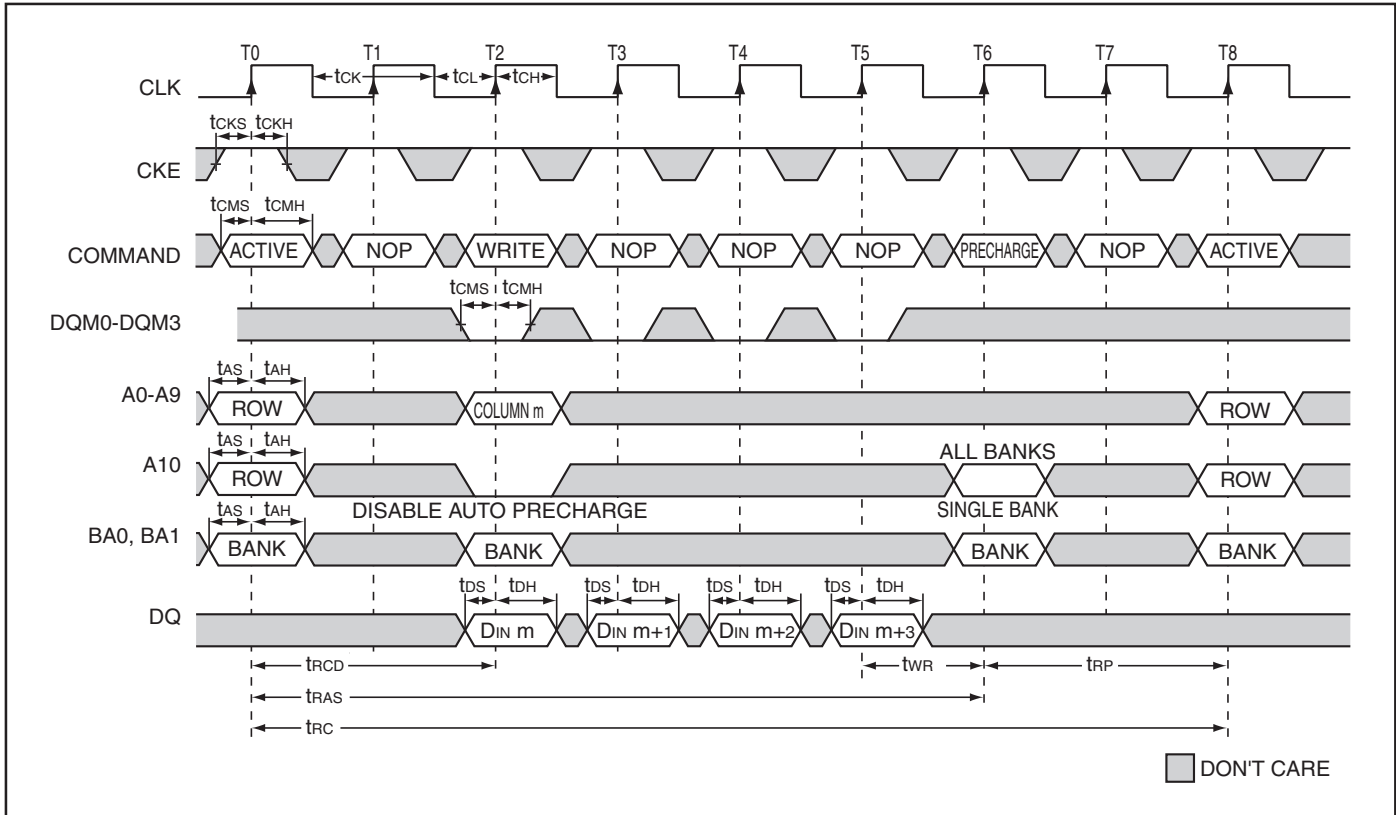 T0 T1 T2 T3 T4 T5 T6 T7 T8
CLK
tCK tCL tCH
tCKS tCKH
CKE
tCMS tCMH
COMMAND ACTIVE NOP WRITE NOP NOP NOP PRECHARGE NOP ACTIVE
tCMS tCMH
DQM0-DQM3
tAS tAH
A0-A9 ROW COLUMN m ROW
tAS tAH ALL BANKS
A10 ROW ROW
tAS tAH DISABLE AUTO PRECHARGE SINGLE BANK
BA0, BA1 BANK BANK BANK BANK
tDS tDH tDS tDH tDS tDH tDS tDH
DQ DIN m DIN m+1 DIN m+2 DIN m+3
tRCD tWR tRP
tRAS
tRC
DON'T CARE